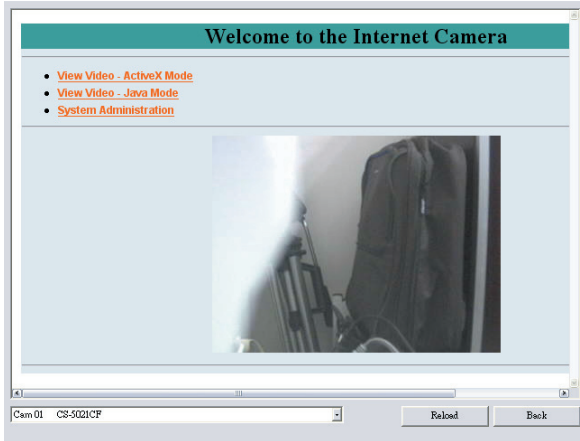 Welcome to the Internet Camera
View Video - ActiveX Mode
View Video - Java Mode
System Administration
Cam 01 CS-5021CF
Reload
Back